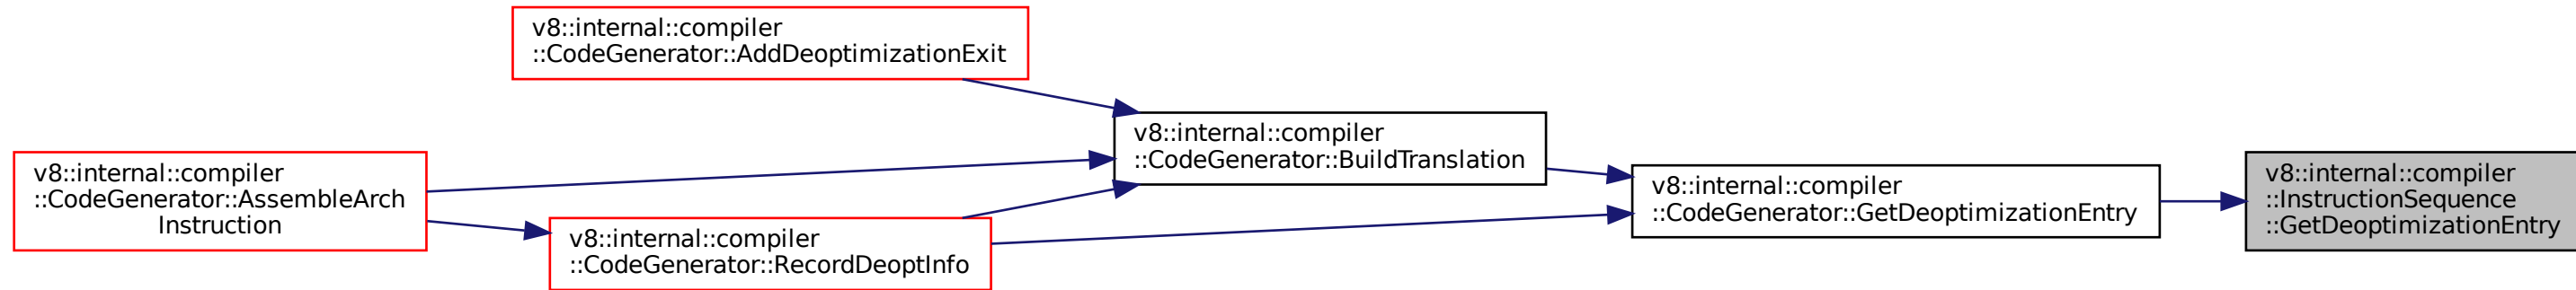 v8::internal::compiler
::CodeGenerator::AddDeoptimizationExit
v8::internal::compiler
::CodeGenerator::AssembleArch
Instruction
v8::internal::compiler
::CodeGenerator::RecordDeoptInfo
v8::internal::compiler
::CodeGenerator::BuildTranslation
v8::internal::compiler
::CodeGenerator::GetDeoptimizationEntry
v8::internal::compiler
::InstructionSequence
::GetDeoptimizationEntry